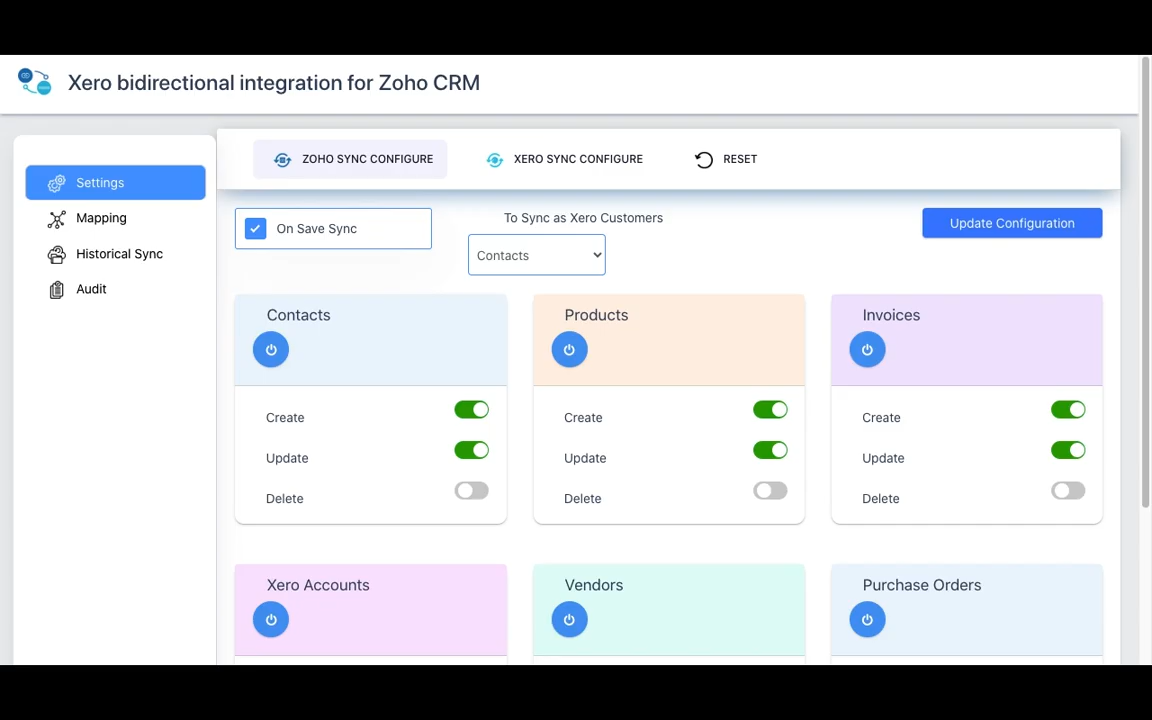 Xero bidirectional integration for Zoho CRM
ZOHO SYNC CONFIGURE
XERO SYNC CONFIGURE
RESET
Settings
Mapping
Historical Sync
Audit
On Save Sync
To Sync as Xero Customers
Contacts
Update Configuration
Contacts
Products
Invoices
Create
Create
Create
Update
Update
Update
Delete
Delete
Delete
Xero Accounts
Vendors
Purchase Orders